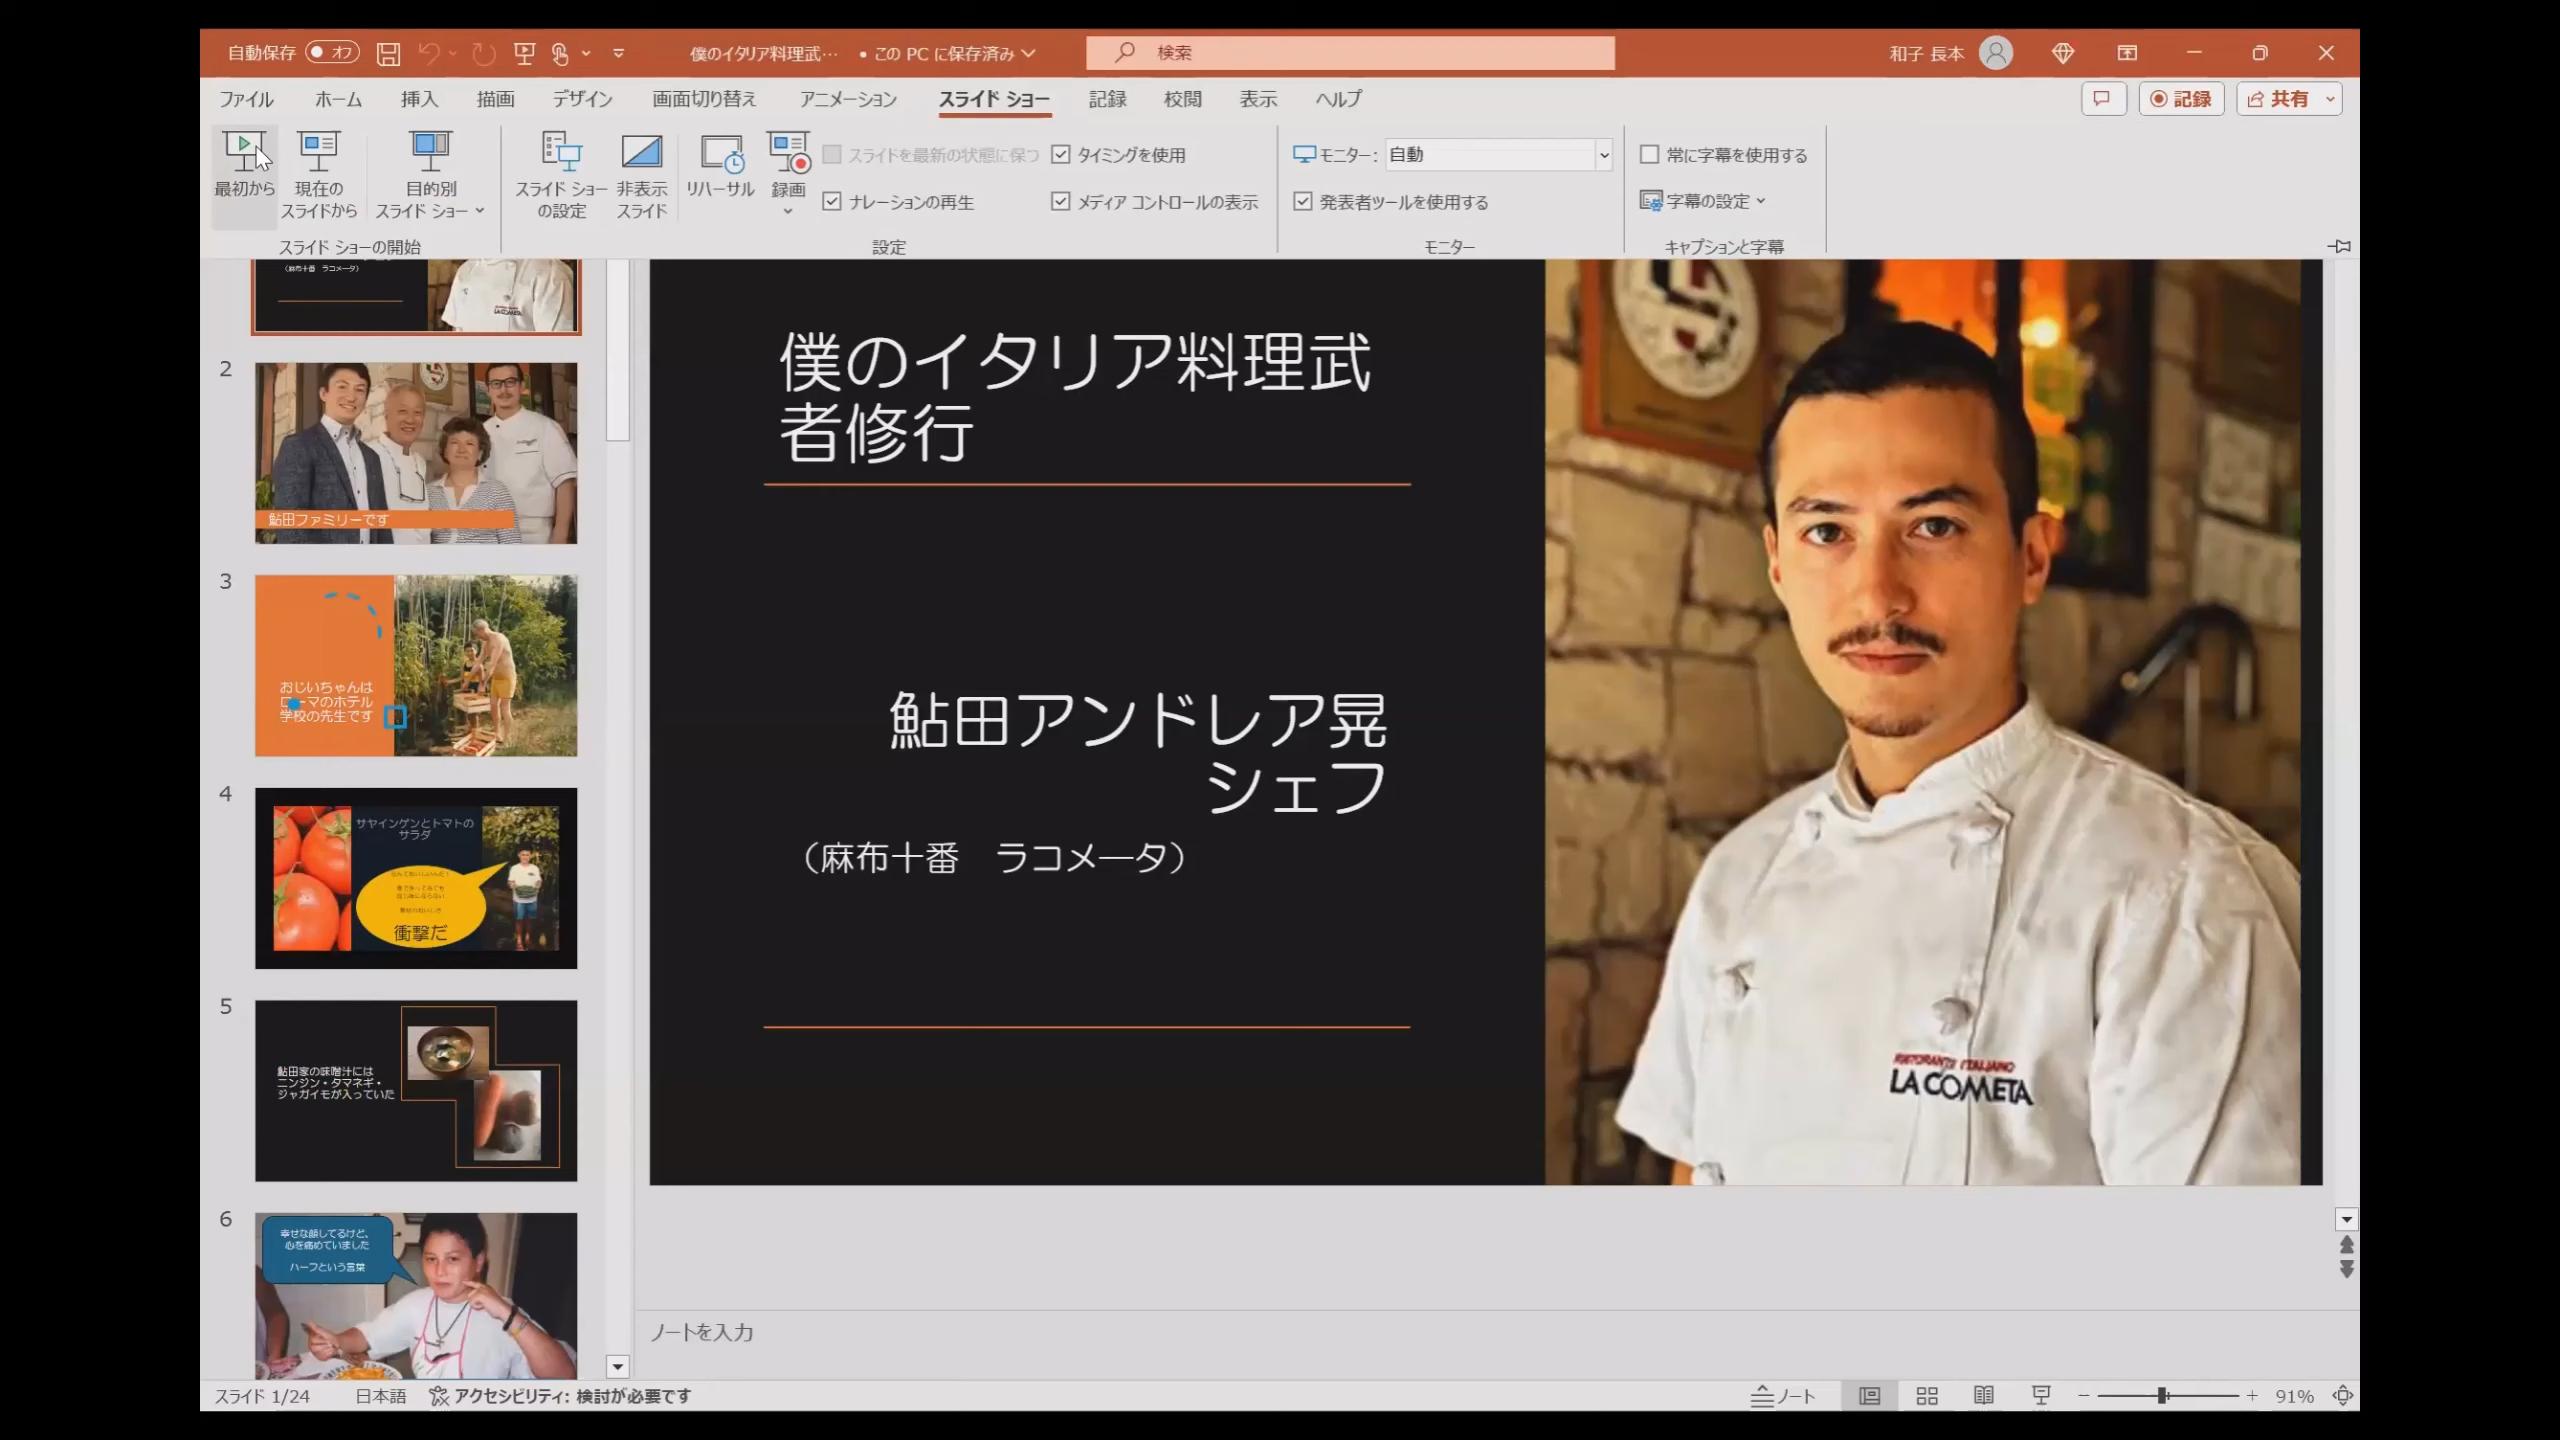 自動保存 オフ 僕のイタリア料理武… • この PC に保存済み 検索 和子 長本
ファイル ホーム 挿入 描画 デザイン 画面切り替え アニメーション スライド ショー 記録 校閲 表示 ヘルプ 記録 共有
最初から
現在の
スライドから
目的別
スライド ショー
スライド ショー
の設定
非表示
スライド
リハーサル
録画
スライドを最新の状態に保つ
ナレーションの再生
タイミングを使用
メディア コントロールの表示
モニター: 自動
発表者ツールを使用する
常に字幕を使用する
字幕の設定
スライド ショーの開始 設定 モニター キャプションと字幕
(麻布十番 ラコメータ)
LA COMETA
2
鮎田ファミリーです
3
おじいちゃんは
ローマのホテル
学校の先生です
4
サヤインゲンとトマトの
サラダ
衝撃だ
5
鮎田家の味噌汁には
ニンジン・タマネギ・
ジャガイモが入っていた
6
幸せな顔してるけど、
心を痛めていました
ハーフという言葉
僕のイタリア料理武
者修行
鮎田アンドレア晃
シェフ
（麻布十番　ラコメータ）
RISTORANTE ITALIANO
LA COMETA
ノートを入力
スライド 1/24 日本語 アクセシビリティ: 検討が必要です ノート 91%